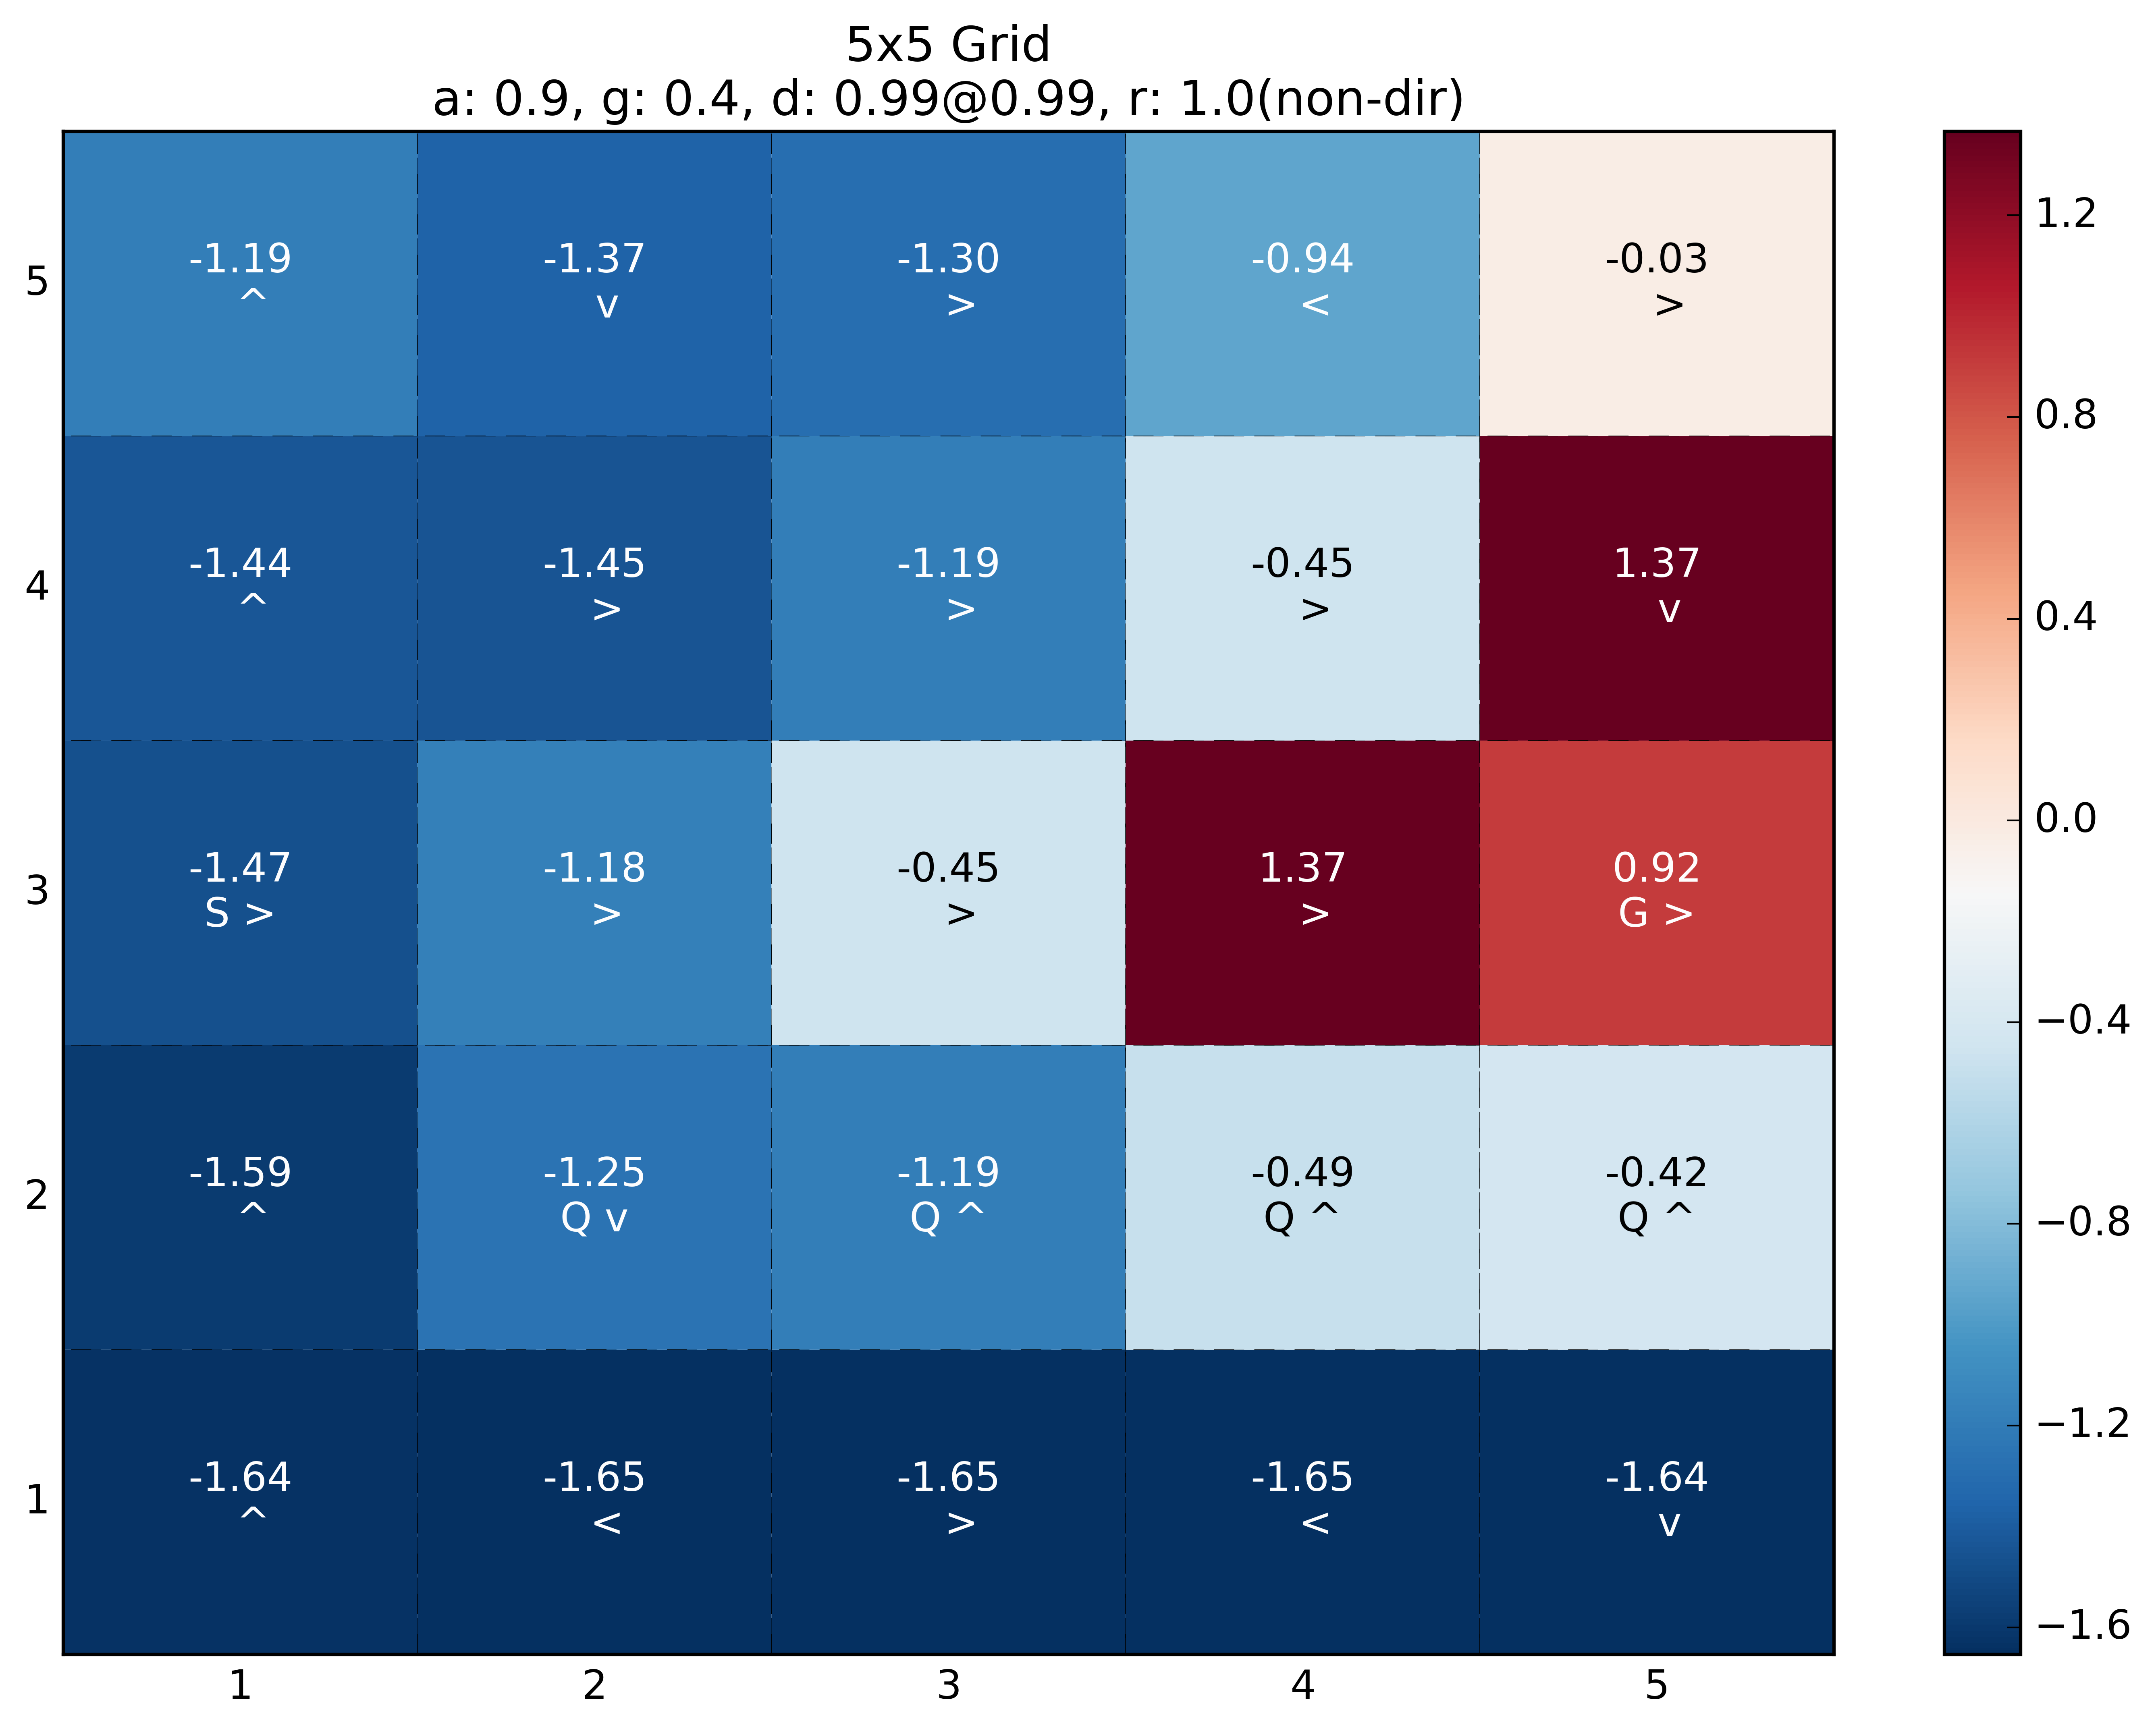 5x5 Grid
a: 0.9, g: 0.4, d: 0.99@0.99, r: 1.0(non-dir)
5
-1.19 -1.37 -1.30 -0.94 -0.03
^ v > < >
4
-1.44 -1.45 -1.19 -0.45 1.37
^ > > > v
3
-1.47 -1.18 -0.45 1.37 0.92
S > > > > G >
2
-1.59 -1.25 -1.19 -0.49 -0.42
^ Q v Q ^ Q ^ Q ^
1
-1.64 -1.65 -1.65 -1.65 -1.64
^ < > < v
1 2 3 4 5
1.2
0.8
0.4
0.0
−0.4
−0.8
−1.2
−1.6